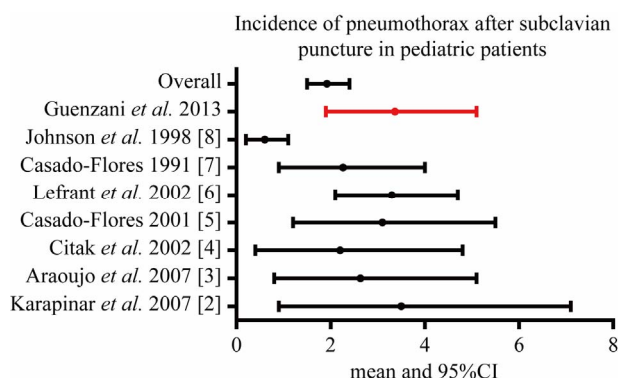 Incidence of pneumothorax after subclavian
puncture in pediatric patients
Overall
Guenzani et al. 2013
Johnson et al. 1998 [8]
Casado-Flores 1991 [7]
Lefrant et al. 2002 [6]
Casado-Flores 2001 [5]
Citak et al. 2002 [4]
Araoujo et al. 2007 [3]
Karapinar et al. 2007 [2]
0 2 4 6 8
mean and 95%CI